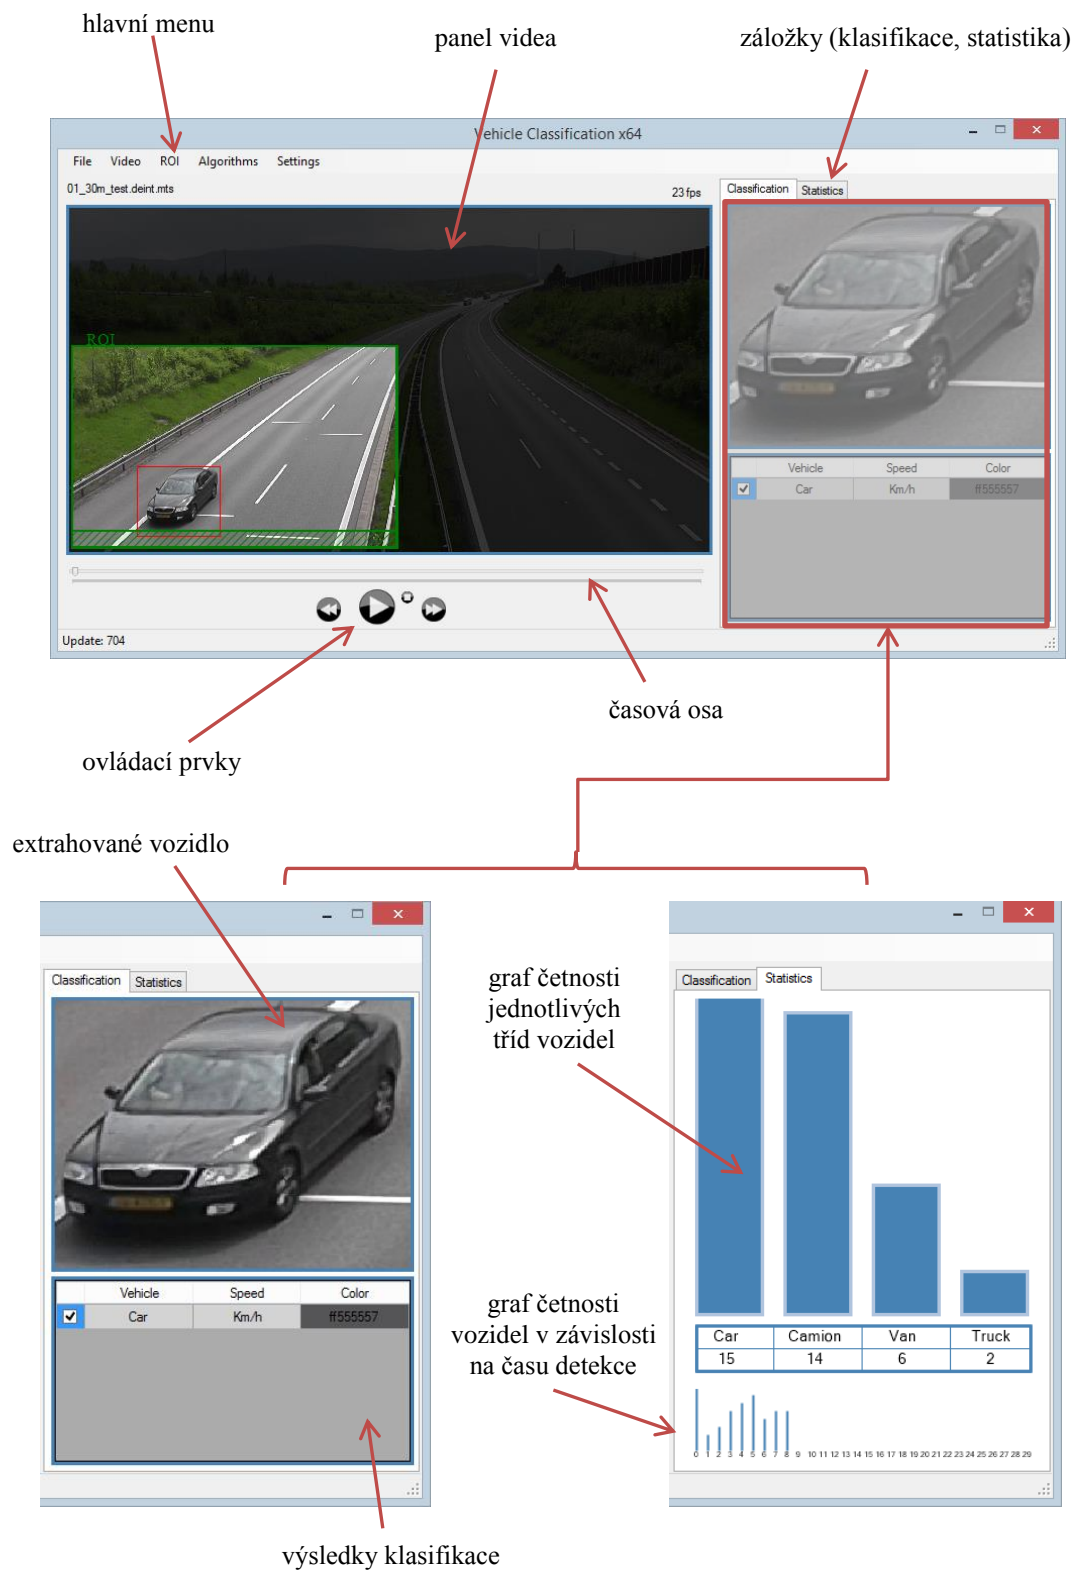 hlavní menu
panel videa
záložky (klasifikace, statistika)
Vehicle Classification x64
File Video ROI Algorithms Settings
01_30m_test.deint.mts
23 fps
Classification Statistics
ROI
Vehicle Speed Color
Car Km/h ff555557
Update: 704
časová osa
ovládací prvky
extrahované vozidlo
Classification Statistics
Vehicle Speed Color
Car Km/h ff555557
výsledky klasifikace
Classification Statistics
graf četnosti
jednotlivých
tříd vozidel
graf četnosti
vozidel v závislosti
na času detekce
Car Camion Van Truck
15 14 6 2
0 1 2 3 4 5 6 7 8 9 10 11 12 13 14 15 16 17 18 19 20 21 22 23 24 25 26 27 28 29